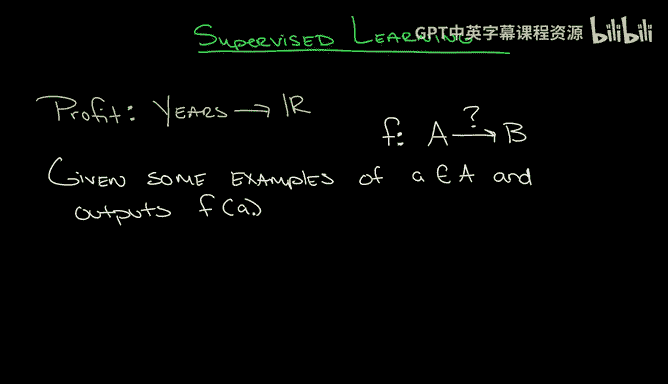 SUPERVISED LEARNING
GPT中英字幕课程资源 bilibili
Profit: YEARS → ℝ
f: A →? B
GIVEN SOME EXAMPLES OF a ∈ A and
outputs f(a)